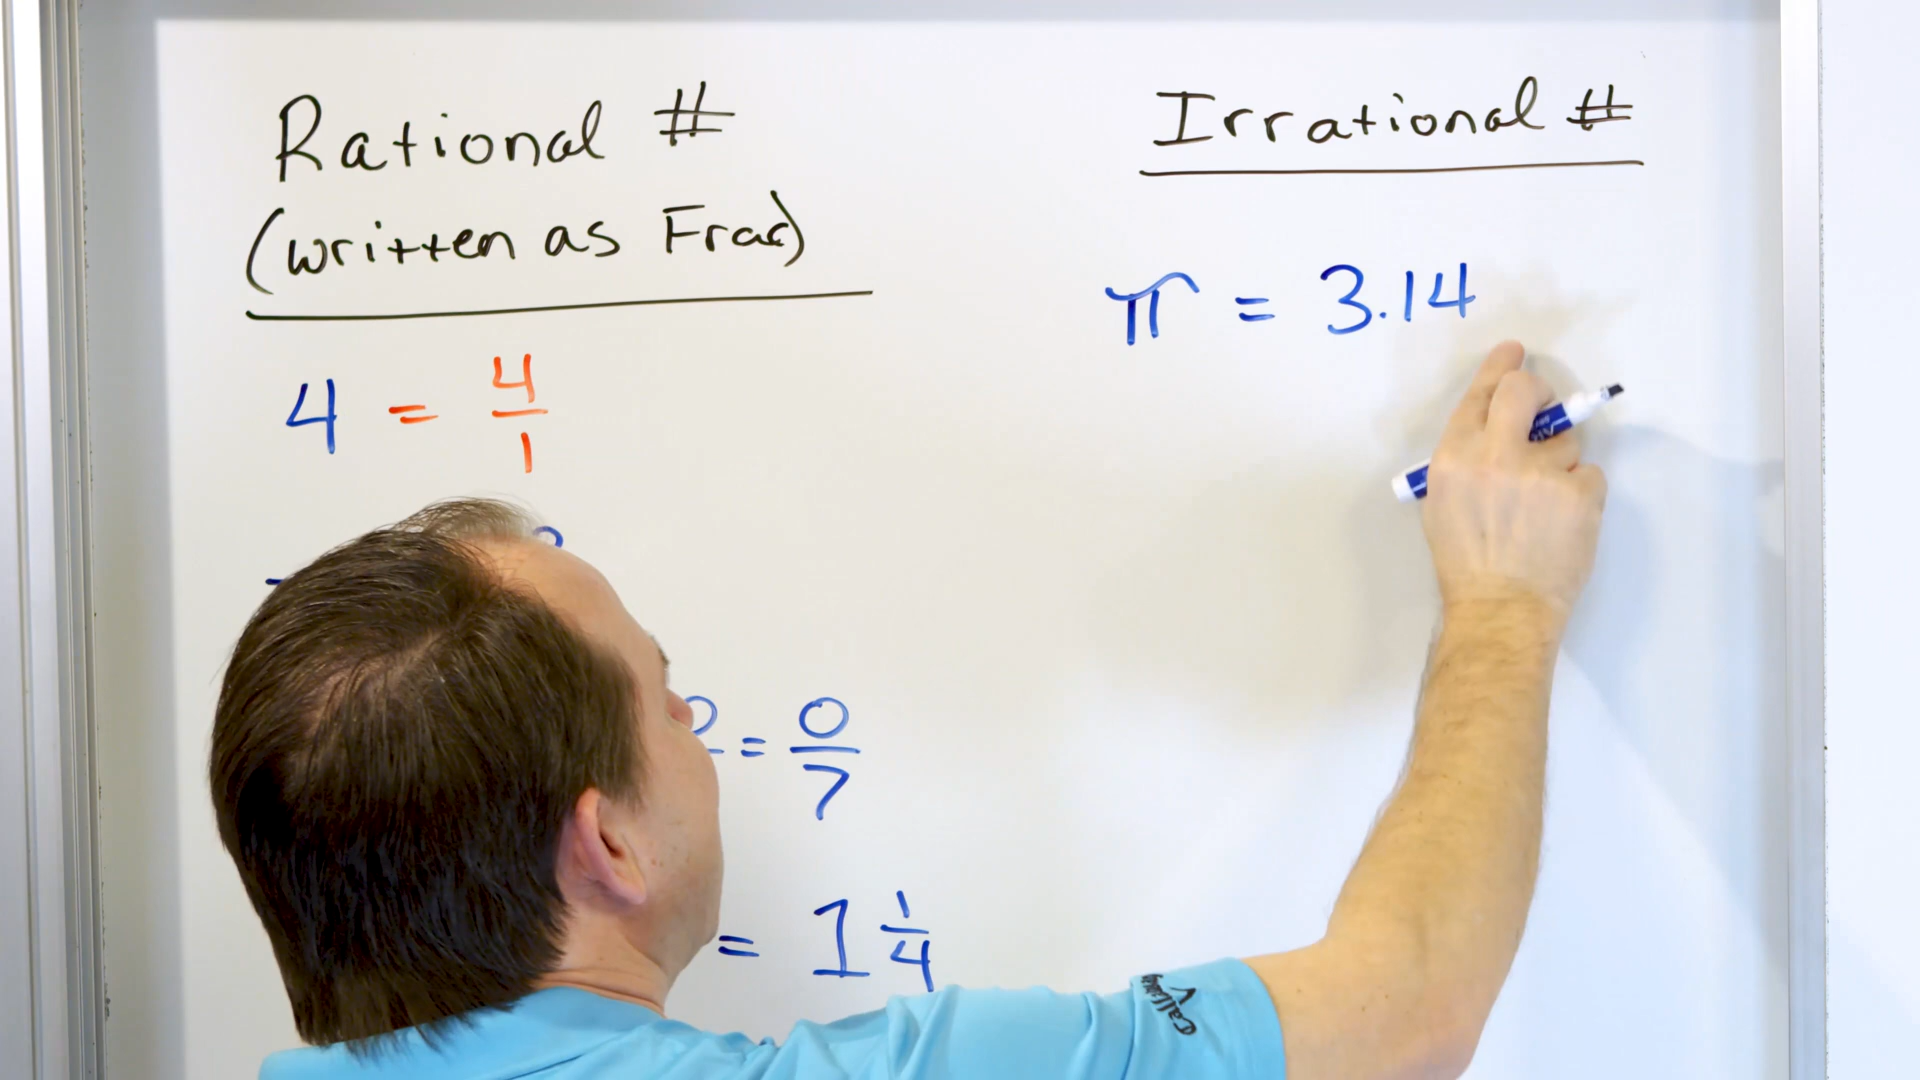 Rational #
(written as Frac)
4 = 4/1
= 0/7
= 1 1/4
Irrational #
π = 3.14